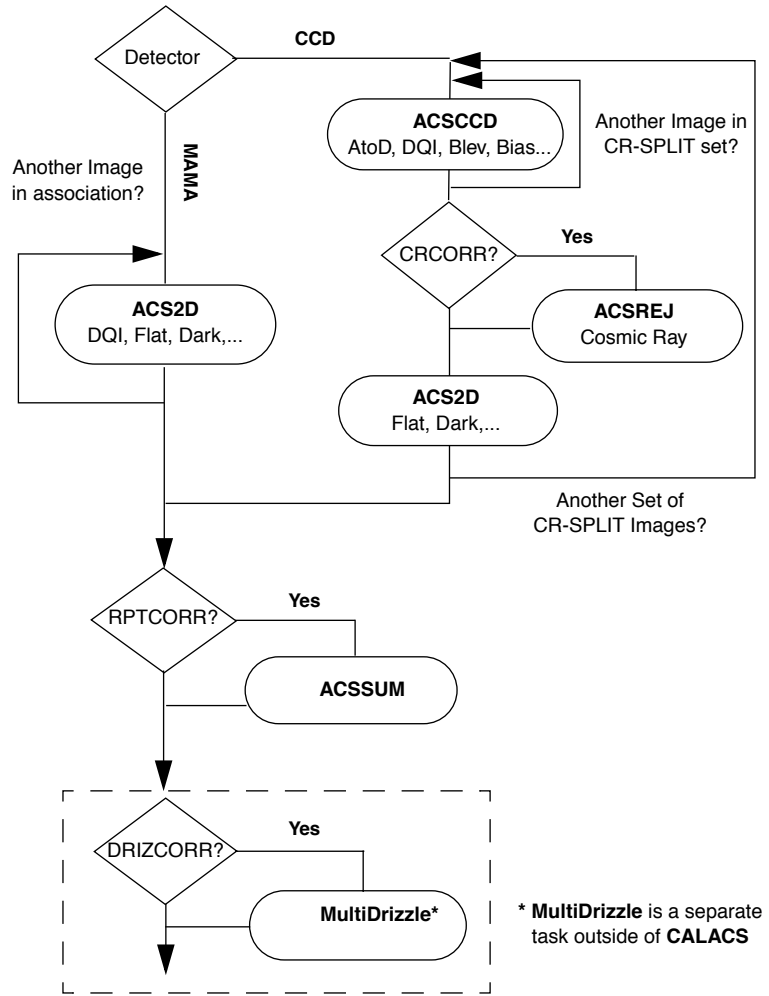 CCD
Detector
ACSCCD
AtoD, DQI, Blev, Bias...
Another Image in
CR-SPLIT set?
MAMA
Another Image
in association?
CRCORR?
Yes
ACS2D
DQI, Flat, Dark,...
ACSREJ
Cosmic Ray
ACS2D
Flat, Dark,...
Another Set of
CR-SPLIT Images?
RPTCORR?
Yes
ACSSUM
DRIZCORR?
Yes
MultiDrizzle*
* MultiDrizzle is a separate
task outside of CALACS